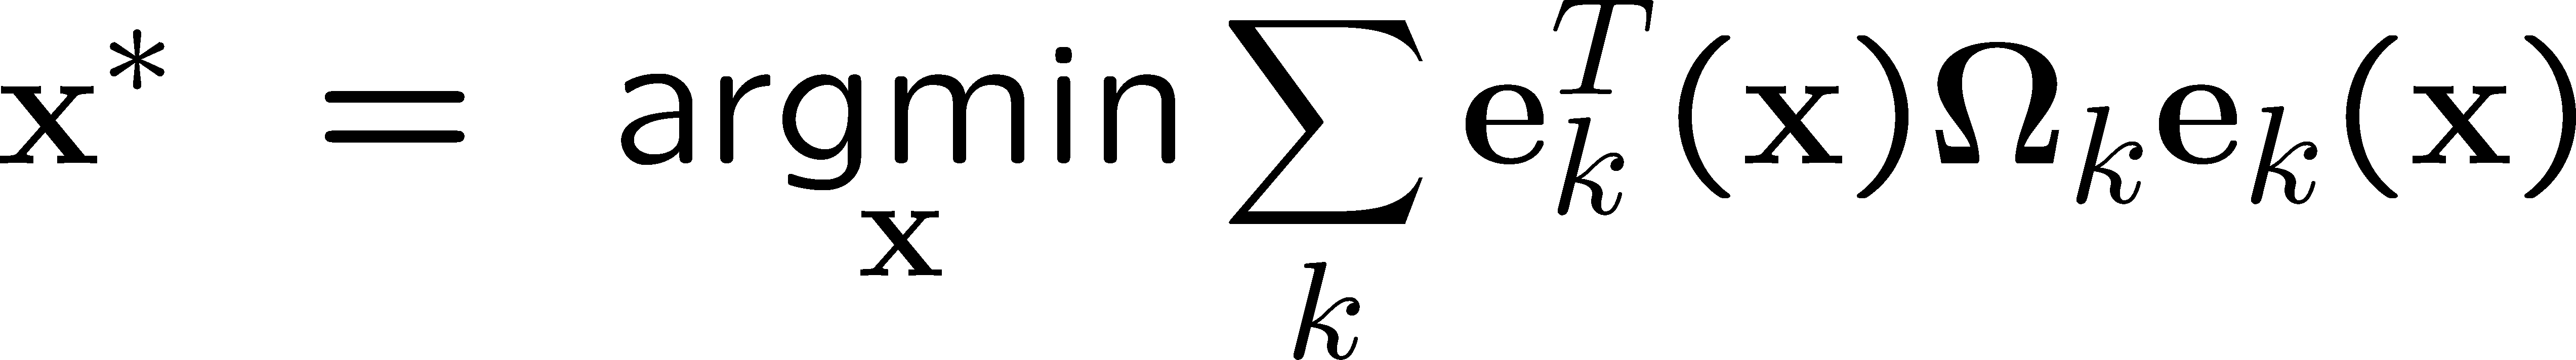 x* = argmin_x ∑_k e_k^T(x)Ω_k e_k(x)